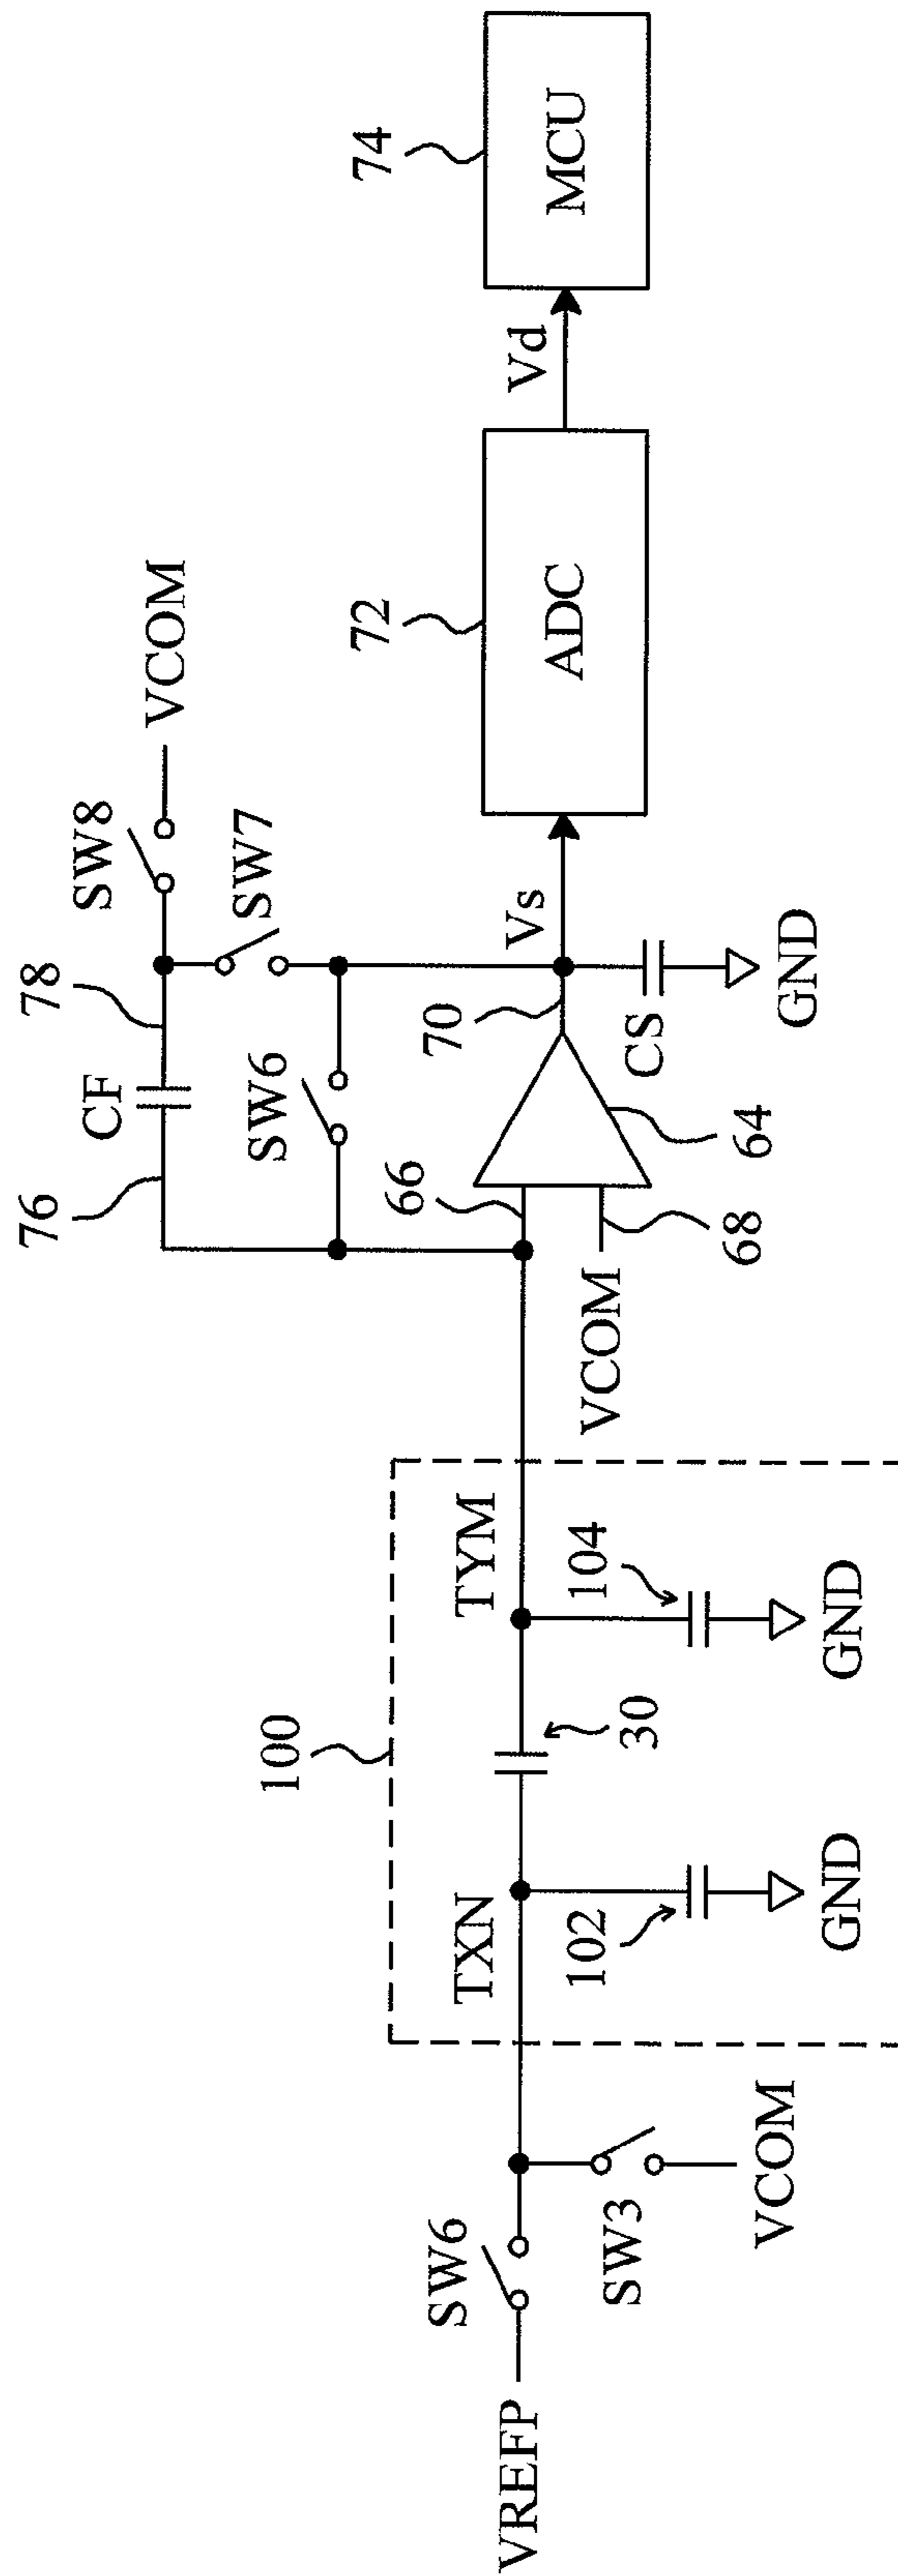 VREFP
SW6
SW3
VCOM
100
TXN
102
GND
30
TYM
104
GND
76
CF
78
SW8
VCOM
SW6
SW7
66
68
VCOM
64
70
Vs
CS
GND
72
ADC
Vd
74
MCU